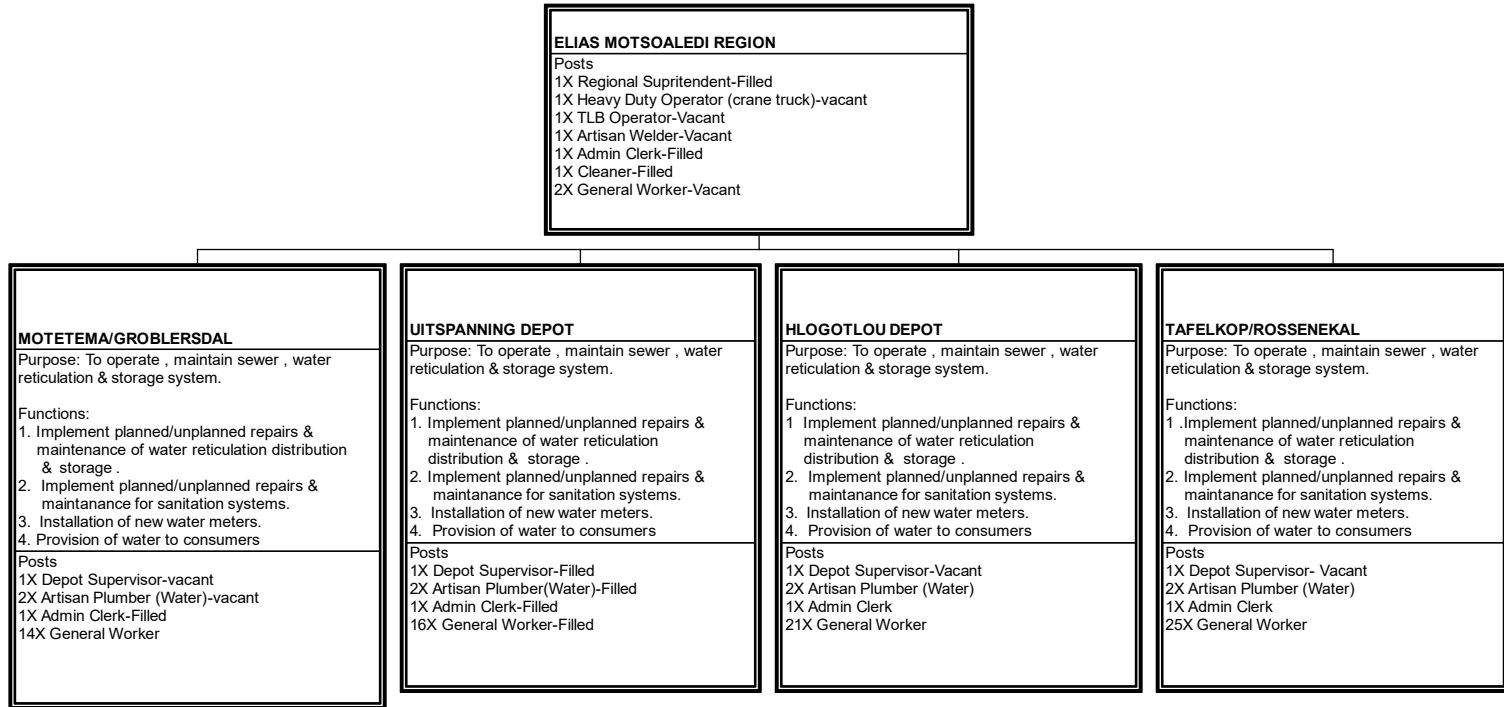 ELIAS MOTSOALEDI REGION
Posts
1X Regional Supritendent-Filled
1X Heavy Duty Operator (crane truck)-vacant
1X TLB Operator-Vacant
1X Artisan Welder-Vacant
1X Admin Clerk-Filled
1X Cleaner-Filled
2X General Worker-Vacant
MOTETEMA/GROBLERSDAL
Purpose: To operate , maintain sewer , water
reticulation & storage system.
Functions:
1. Implement planned/unplanned repairs &
maintenance of water reticulation distribution
& storage .
2. Implement planned/unplanned repairs &
maintanance for sanitation systems.
3. Installation of new water meters.
4. Provision of water to consumers
Posts
1X Depot Supervisor-vacant
2X Artisan Plumber (Water)-vacant
1X Admin Clerk-Filled
14X General Worker
UITSPANNING DEPOT
Purpose: To operate , maintain sewer , water
reticulation & storage system.
Functions:
1. Implement planned/unplanned repairs &
maintenance of water reticulation
distribution & storage .
2. Implement planned/unplanned repairs &
maintanance for sanitation systems.
3. Installation of new water meters.
4. Provision of water to consumers
Posts
1X Depot Supervisor-Filled
2X Artisan Plumber(Water)-Filled
1X Admin Clerk-Filled
16X General Worker-Filled
HLOGOTLOU DEPOT
Purpose: To operate , maintain sewer , water
reticulation & storage system.
Functions:
1 Implement planned/unplanned repairs &
maintenance of water reticulation
distribution & storage .
2. Implement planned/unplanned repairs &
maintanance for sanitation systems.
3. Installation of new water meters.
4. Provision of water to consumers
Posts
1X Depot Supervisor-Vacant
2X Artisan Plumber (Water)
1X Admin Clerk
21X General Worker
TAFELKOP/ROSSENEKAL
Purpose: To operate , maintain sewer , water
reticulation & storage system.
Functions:
1 .Implement planned/unplanned repairs &
maintenance of water reticulation
distribution & storage .
2. Implement planned/unplanned repairs &
maintanance for sanitation systems.
3. Installation of new water meters.
4. Provision of water to consumers
Posts
1X Depot Supervisor- Vacant
2X Artisan Plumber (Water)
1X Admin Clerk
25X General Worker